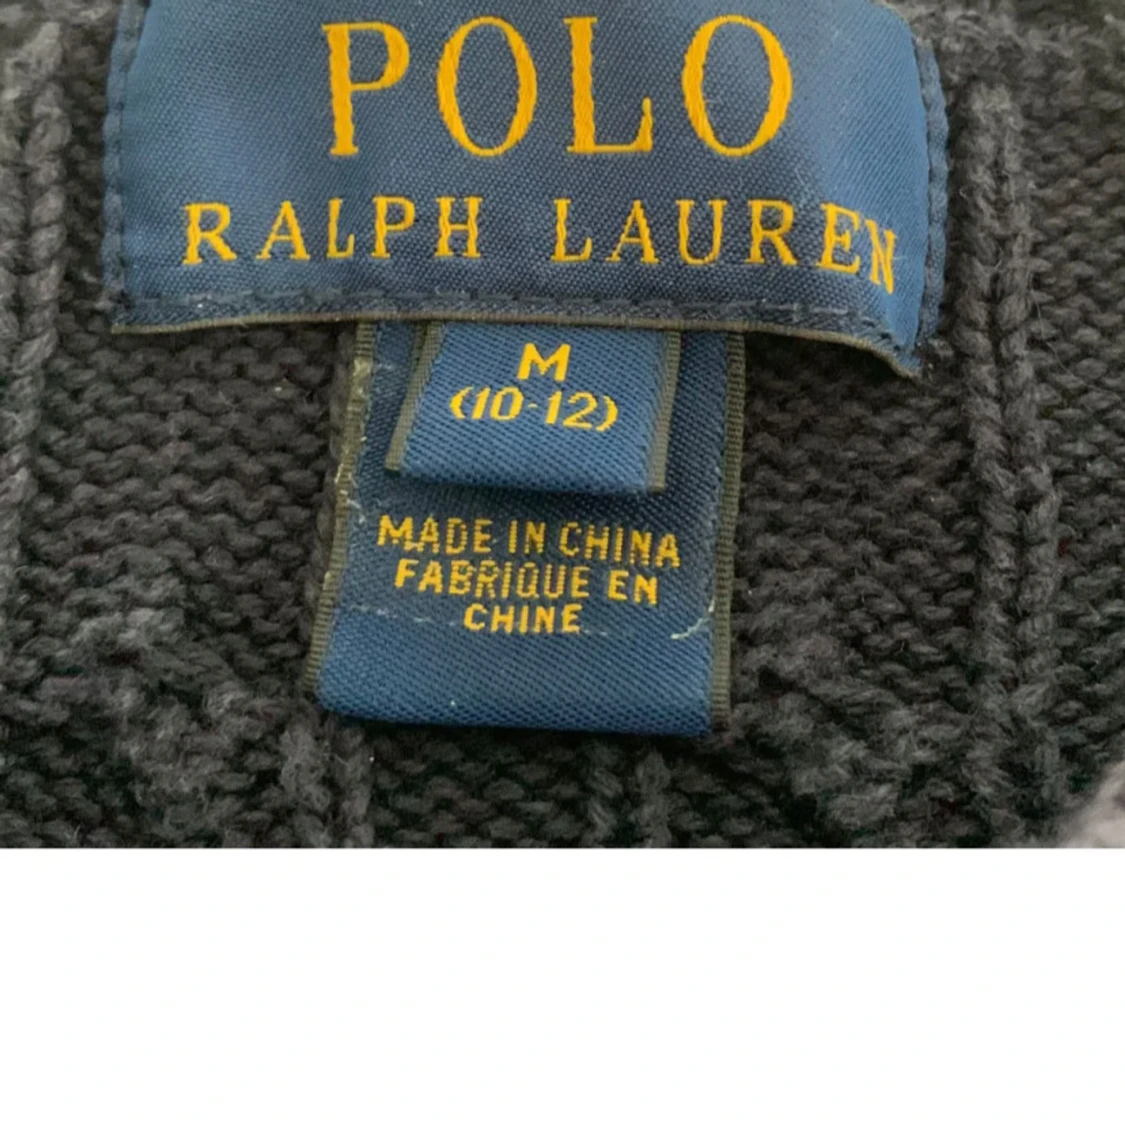 POLO
RALPH LAUREN
M
(10-12)
MADE IN CHINA
FABRIQUE EN
CHINE